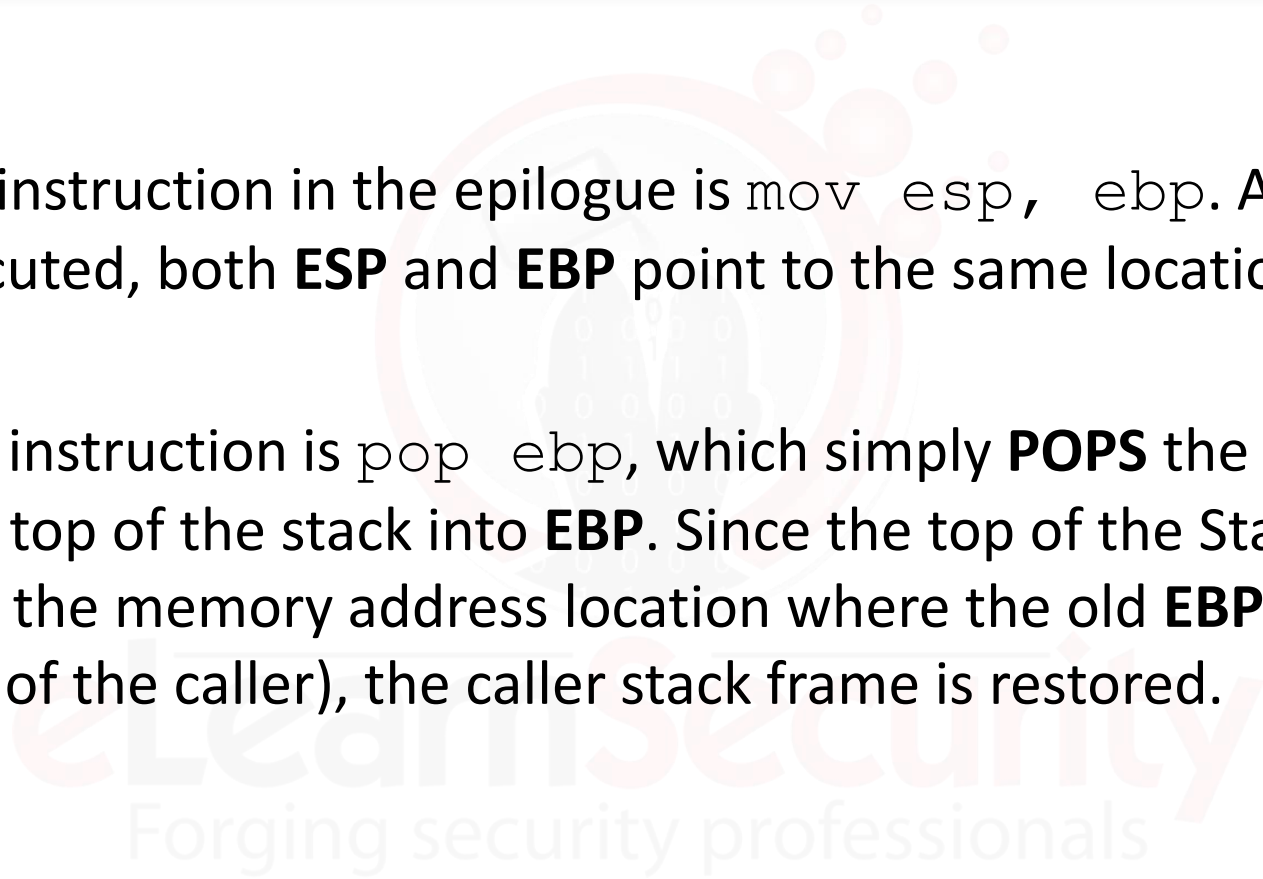 instruction in the epilogue is mov esp, ebp. A
cuted, both ESP and EBP point to the same locatio
instruction is pop ebp, which simply POPS the
top of the stack into EBP. Since the top of the Sta
the memory address location where the old EBP
of the caller), the caller stack frame is restored.
eLearnSecurity
Forging security professionals